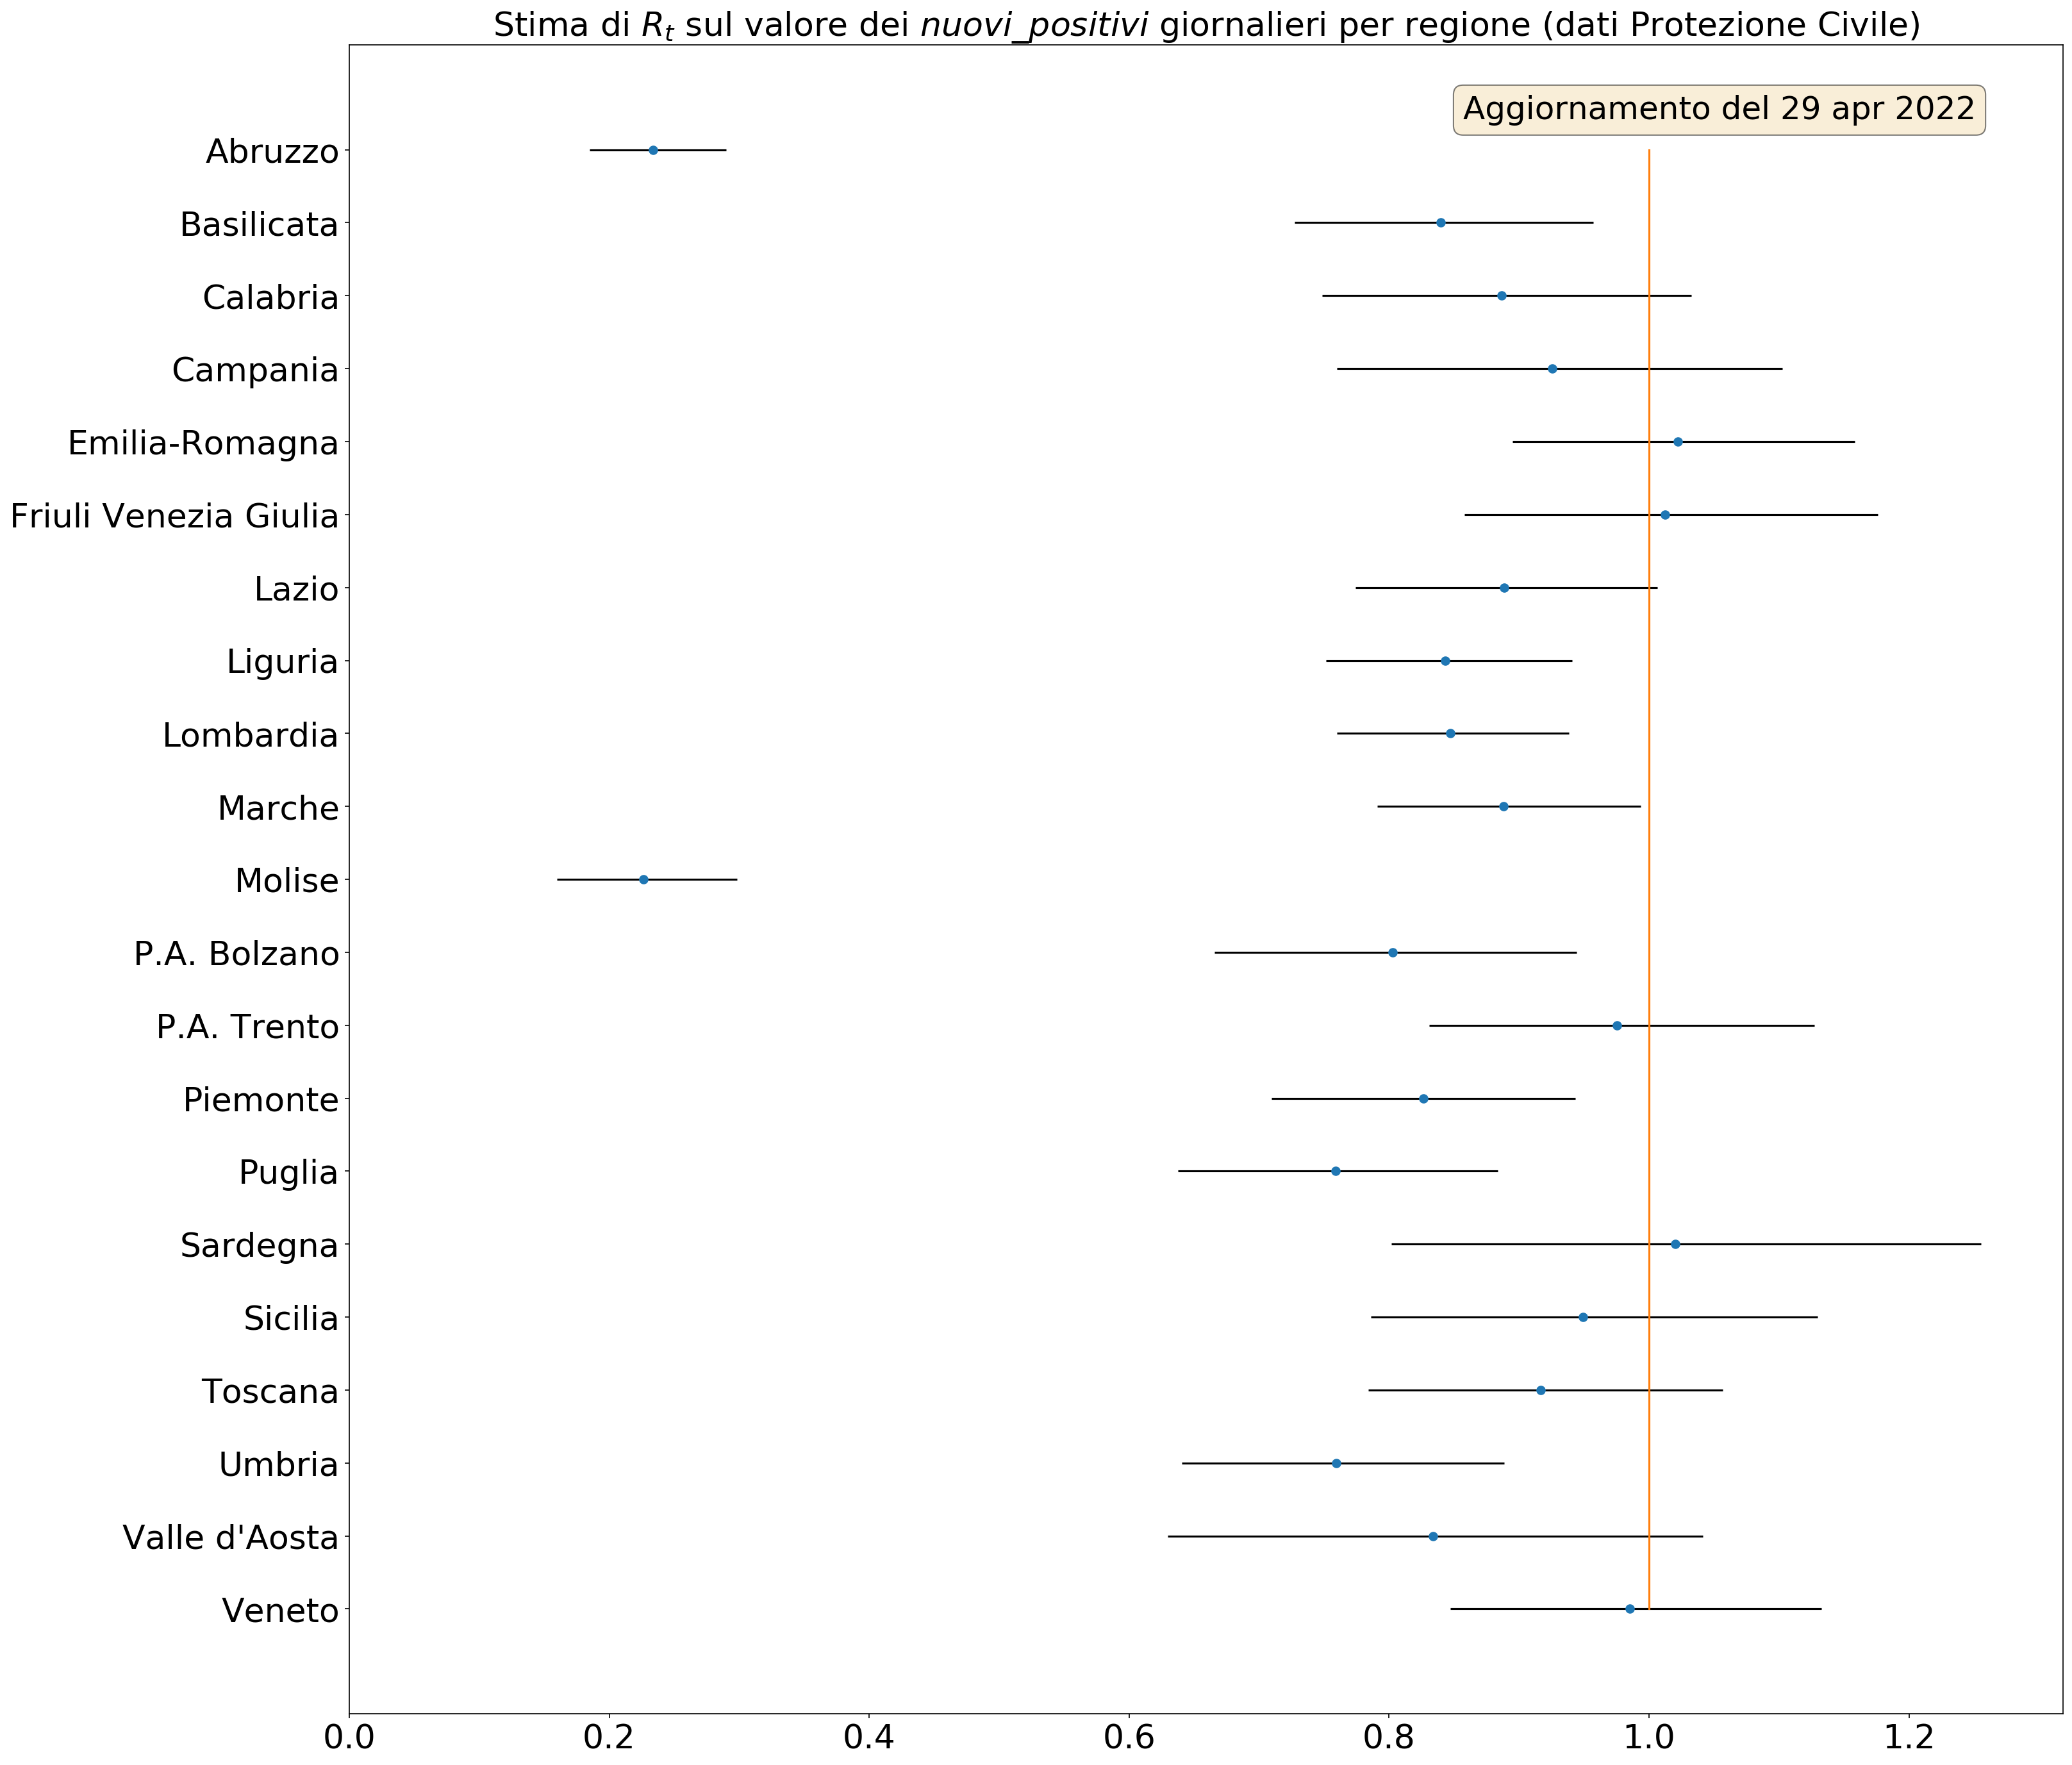 Stima di Rt sul valore dei nuovi_positivi giornalieri per regione (dati Protezione Civile)
Aggiornamento del 29 apr 2022
Abruzzo
Basilicata
Calabria
Campania
Emilia-Romagna
Friuli Venezia Giulia
Lazio
Liguria
Lombardia
Marche
Molise
P.A. Bolzano
P.A. Trento
Piemonte
Puglia
Sardegna
Sicilia
Toscana
Umbria
Valle d'Aosta
Veneto
0.0 0.2 0.4 0.6 0.8 1.0 1.2